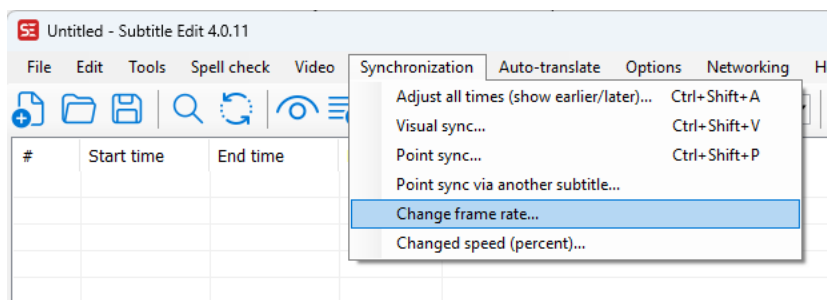 SE Untitled - Subtitle Edit 4.0.11
File Edit Tools Spell check Video Synchronization Auto-translate Options Networking H
Adjust all times (show earlier/later)... Ctrl+Shift+A
Visual sync... Ctrl+Shift+V
# Start time End time Point sync... Ctrl+Shift+P
Point sync via another subtitle...
Change frame rate...
Changed speed (percent)...